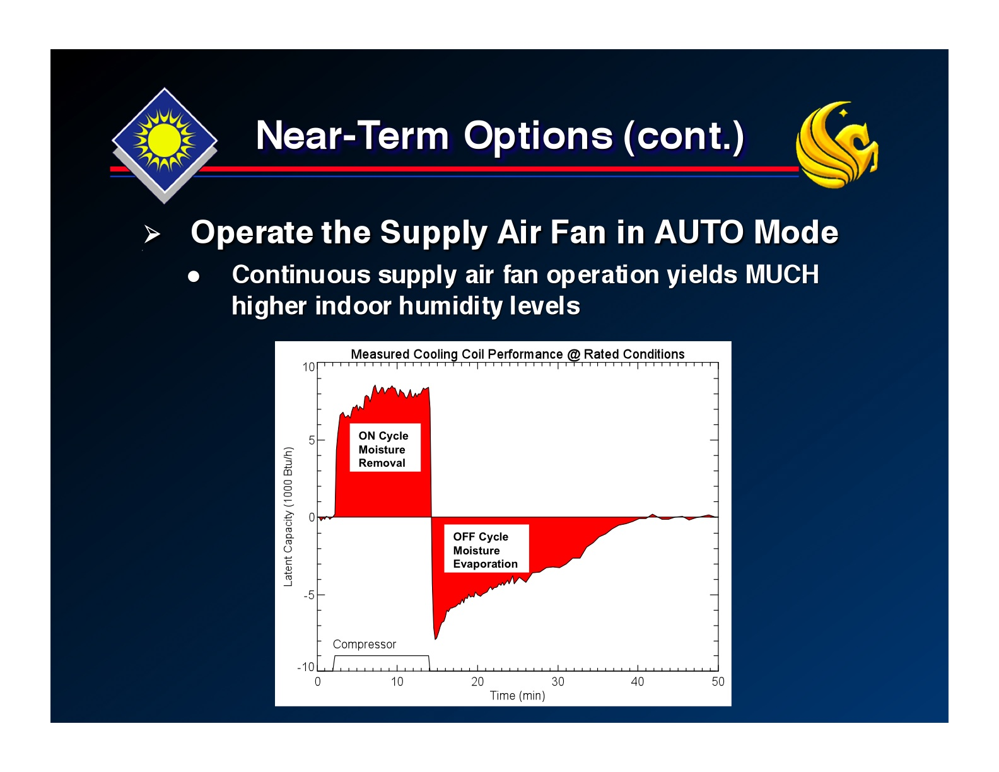 Near-Term Options (cont.)
Operate the Supply Air Fan in AUTO Mode
Continuous supply air fan operation yields MUCH
higher indoor humidity levels
Measured Cooling Coil Performance @ Rated Conditions
10
5
0
-5
-10
Latent Capacity (1000 Btu/h)
ON Cycle
Moisture
Removal
OFF Cycle
Moisture
Evaporation
Compressor
0 10 20 30 40 50
Time (min)